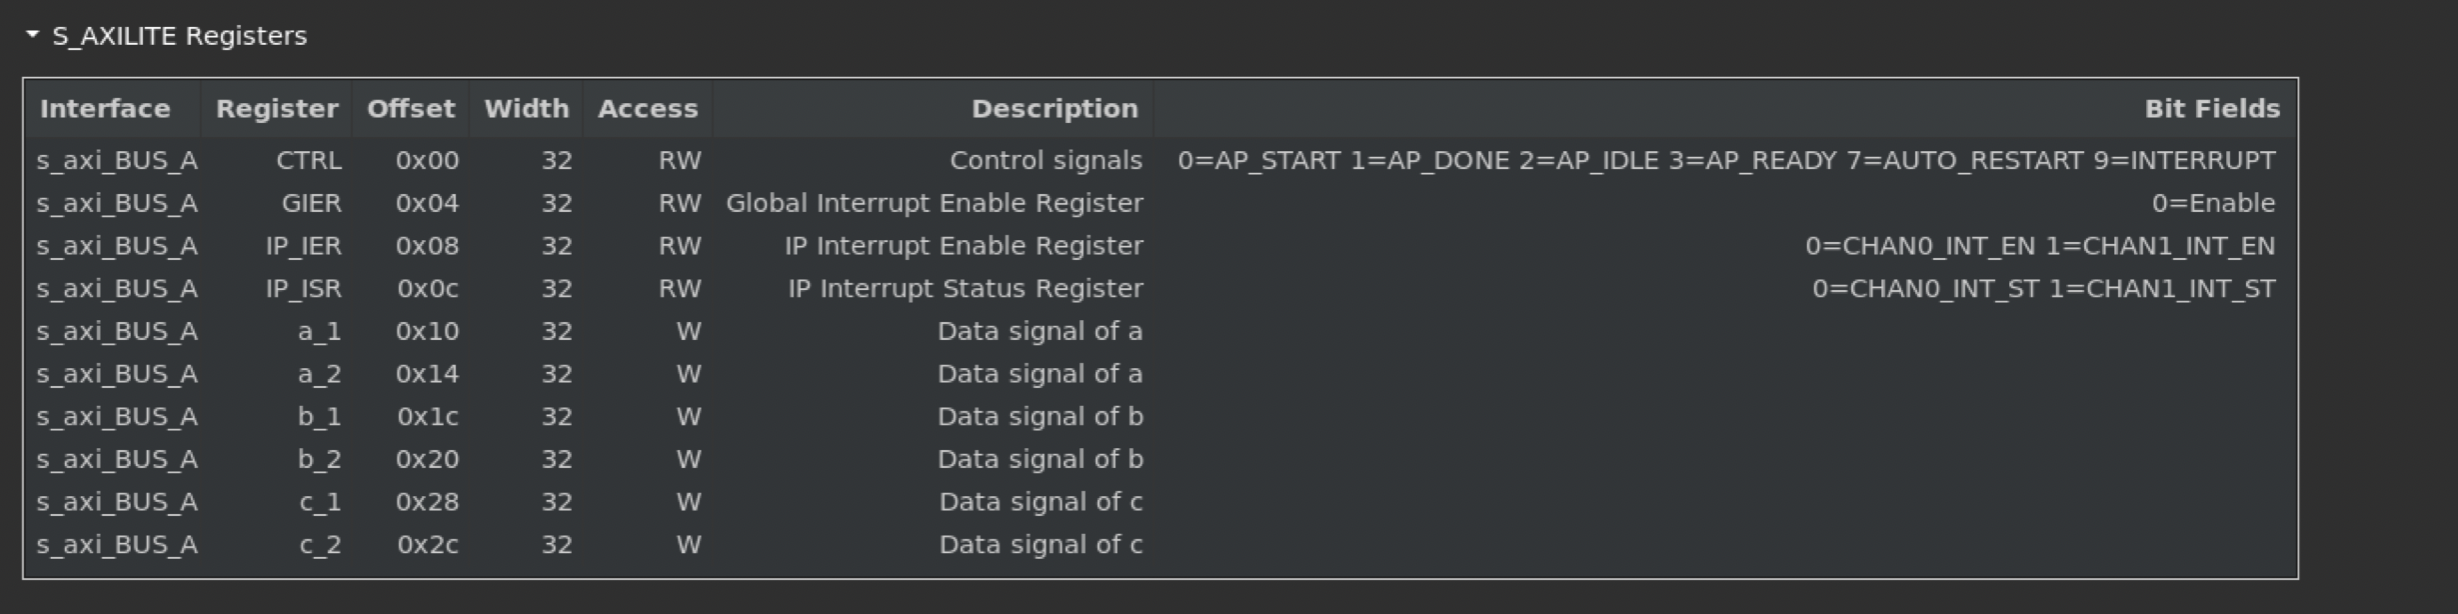 S_AXILITE Registers
Interface Register Offset Width Access Description Bit Fields
s_axi_BUS_A CTRL 0x00 32 RW Control signals 0=AP_START 1=AP_DONE 2=AP_IDLE 3=AP_READY 7=AUTO_RESTART 9=INTERRUPT
s_axi_BUS_A GIER 0x04 32 RW Global Interrupt Enable Register 0=Enable
s_axi_BUS_A IP_IER 0x08 32 RW IP Interrupt Enable Register 0=CHAN0_INT_EN 1=CHAN1_INT_EN
s_axi_BUS_A IP_ISR 0x0c 32 RW IP Interrupt Status Register 0=CHAN0_INT_ST 1=CHAN1_INT_ST
s_axi_BUS_A a_1 0x10 32 W Data signal of a
s_axi_BUS_A a_2 0x14 32 W Data signal of a
s_axi_BUS_A b_1 0x1c 32 W Data signal of b
s_axi_BUS_A b_2 0x20 32 W Data signal of b
s_axi_BUS_A c_1 0x28 32 W Data signal of c
s_axi_BUS_A c_2 0x2c 32 W Data signal of c